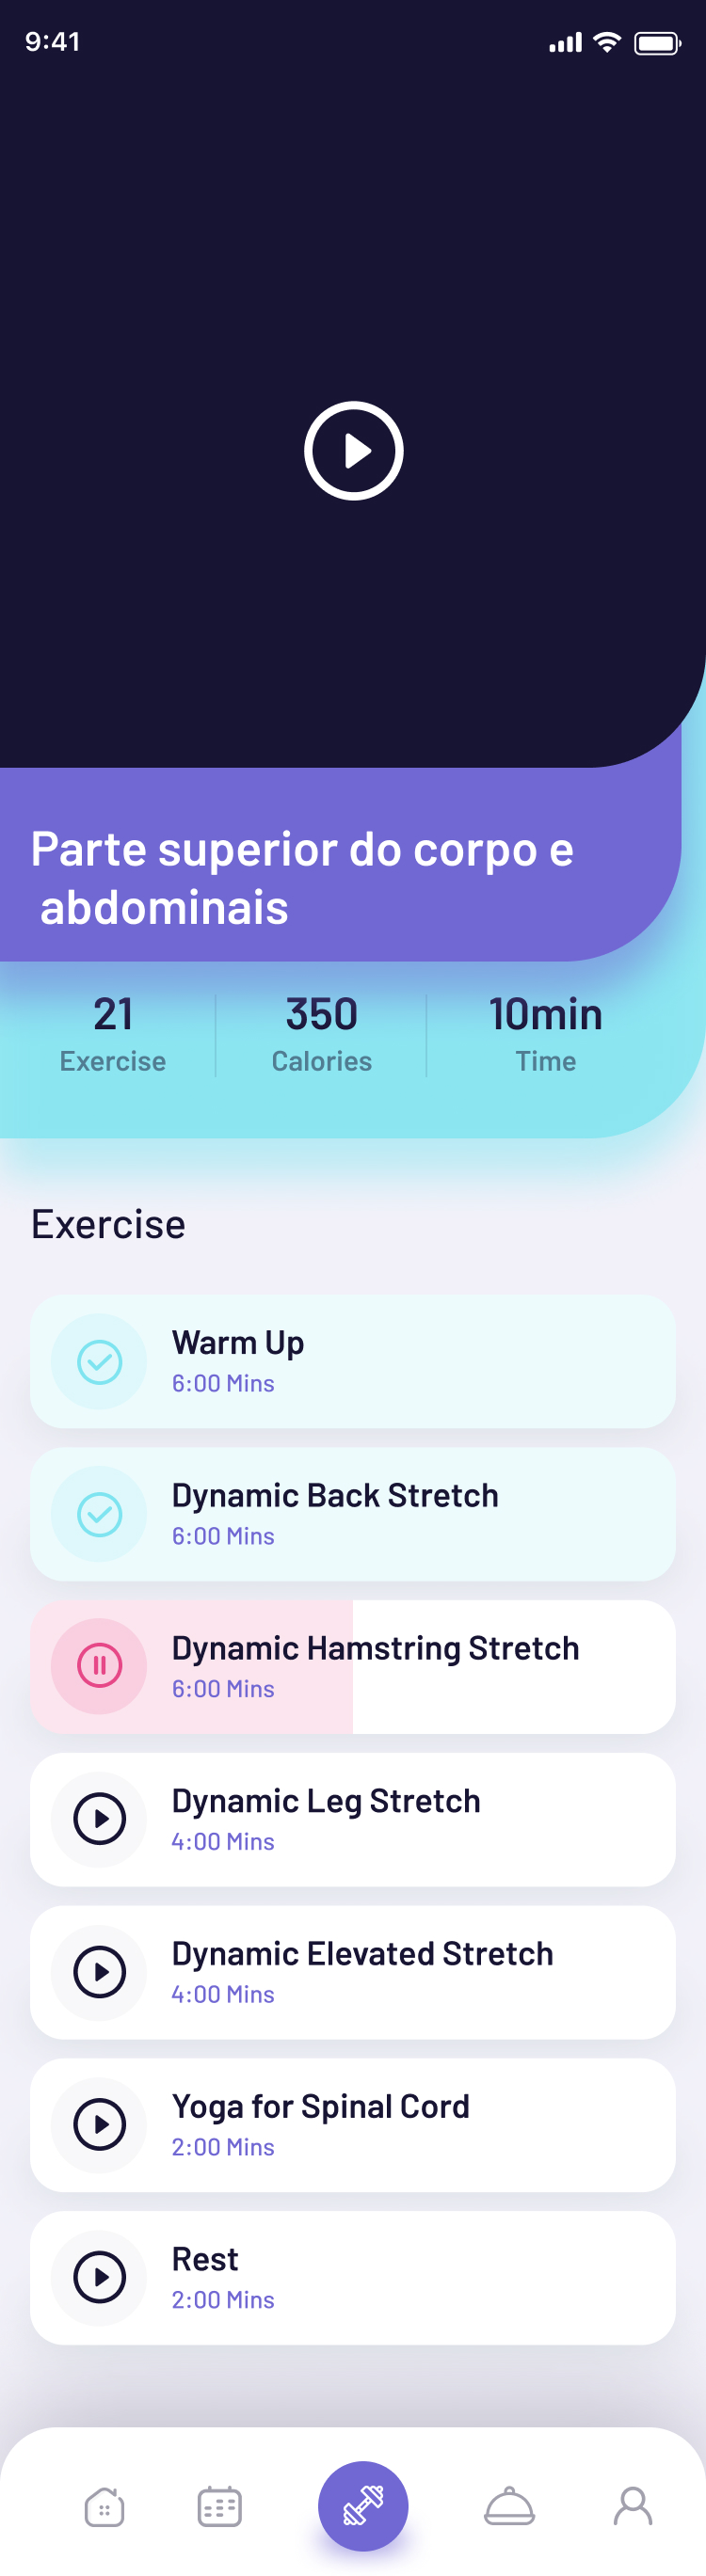 9:41
Parte superior do corpo e
abdominais
21
350
10min
Exercise
Calories
Time
Exercise
Warm Up
6:00 Mins
Dynamic Back Stretch
6:00 Mins
Dynamic Hamstring Stretch
6:00 Mins
Dynamic Leg Stretch
4:00 Mins
Dynamic Elevated Stretch
4:00 Mins
Yoga for Spinal Cord
2:00 Mins
Rest
2:00 Mins